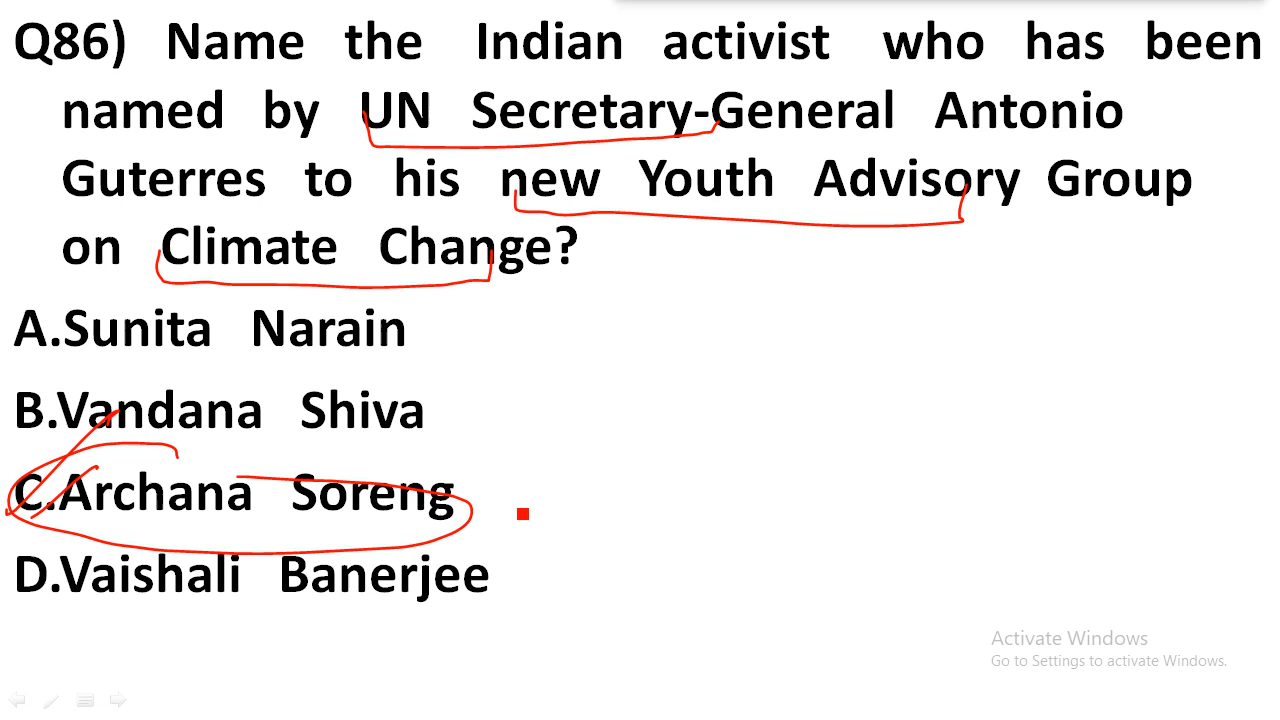 Q86) Name the Indian activist who has been
named by UN Secretary-General Antonio
Guterres to his new Youth Advisory Group
on Climate Change?
A.Sunita Narain
B.Vandana Shiva
C.Archana Soreng
D.Vaishali Banerjee
Activate Windows
Go to Settings to activate Windows.